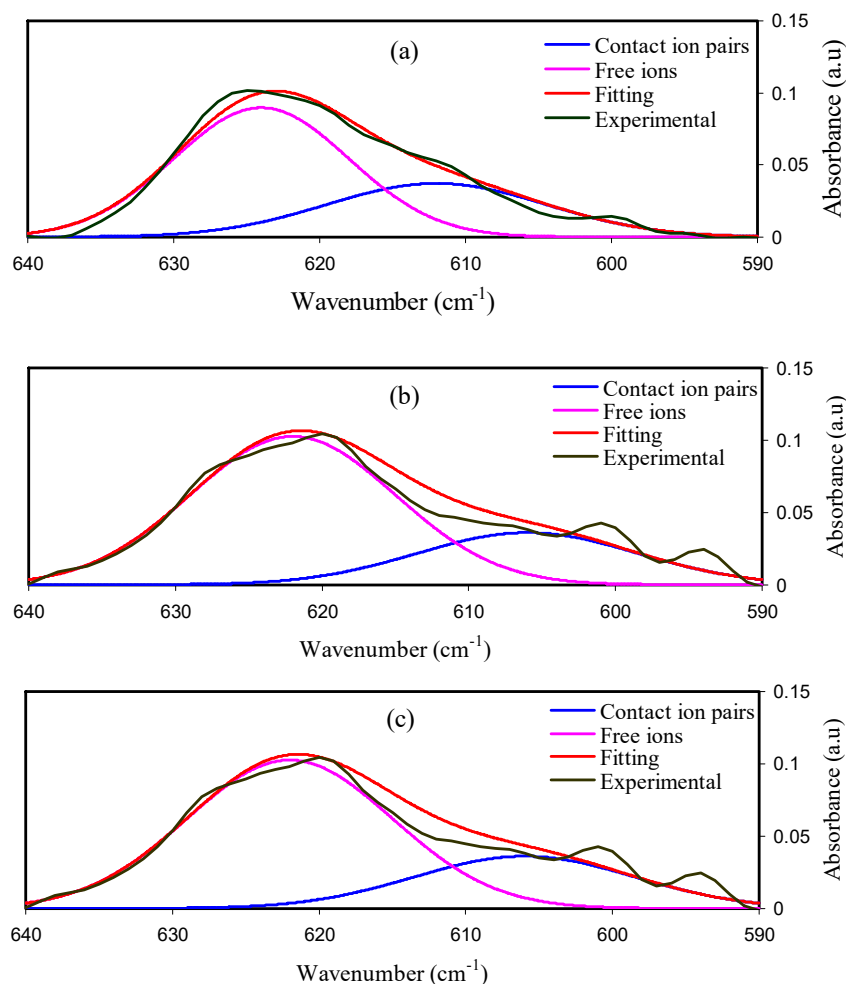 (a)
Contact ion pairs
Free ions
Fitting
Experimental
0.15
0.1
0.05
0
Absorbance (a.u)
640 630 620 610 600 590
Wavenumber (cm⁻¹)
(b)
Contact ion pairs
Free ions
Fitting
Experimental
0.15
0.1
0.05
0
Absorbance (a.u)
640 630 620 610 600 590
Wavenumber (cm⁻¹)
(c)
Contact ion pairs
Free ions
Fitting
Experimental
0.15
0.1
0.05
0
Absorbance (a.u)
640 630 620 610 600 590
Wavenumber (cm⁻¹)